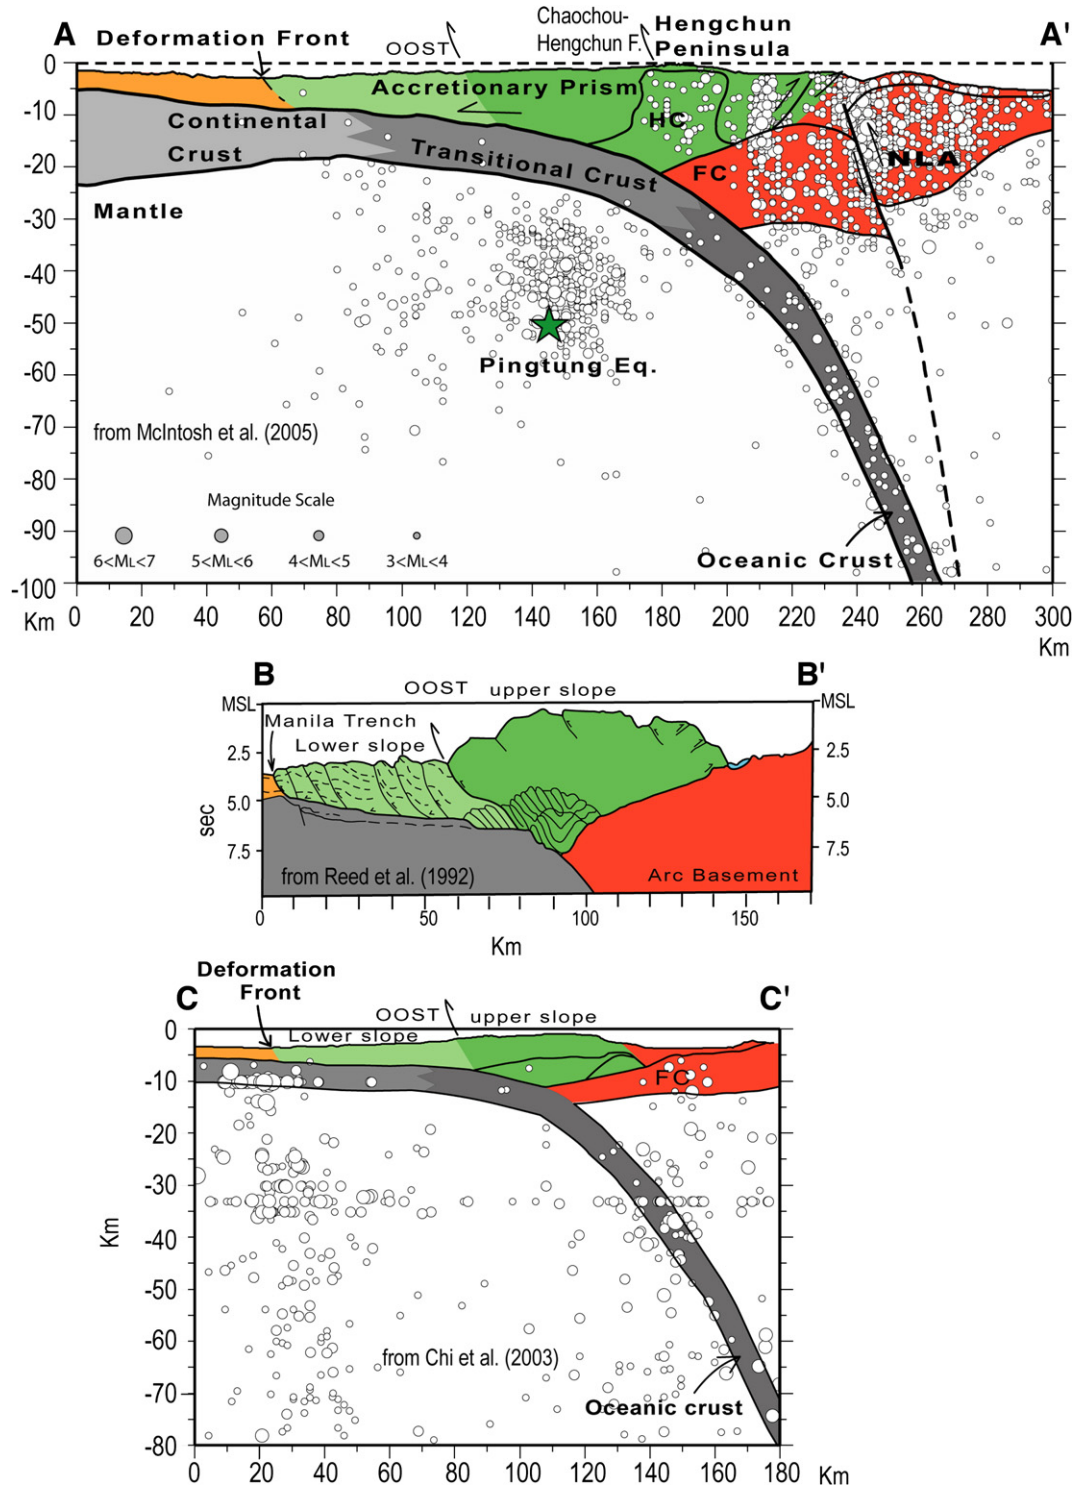 A
A'
Deformation Front
OOST
Chaochou-
Hengchun F.
Hengchun
Peninsula
0
-10
-20
-30
-40
-50
-60
-70
-80
-90
-100
Km
Accretionary Prism
HC
Continental
Crust
Transitional Crust
FC
NLA
Mantle
Pingtung Eq.
from McIntosh et al. (2005)
Magnitude Scale
6<ML<7
5<ML<6
4<ML<5
3<ML<4
Oceanic Crust
0 20 40 60 80 100 120 140 160 180 200 220 240 260 280 300
Km
B
B'
OOST upper slope
MSL
MSL
Manila Trench
Lower slope
2.5
5.0
7.5
sec
2.5
5.0
7.5
from Reed et al. (1992)
Arc Basement
0 50 100 150
Km
Deformation
Front
C
C'
OOST upper slope
Lower slope
0
-10
-20
-30
-40
-50
-60
-70
-80
Km
FC
from Chi et al. (2003)
Oceanic crust
0 20 40 60 80 100 120 140 160 180 Km